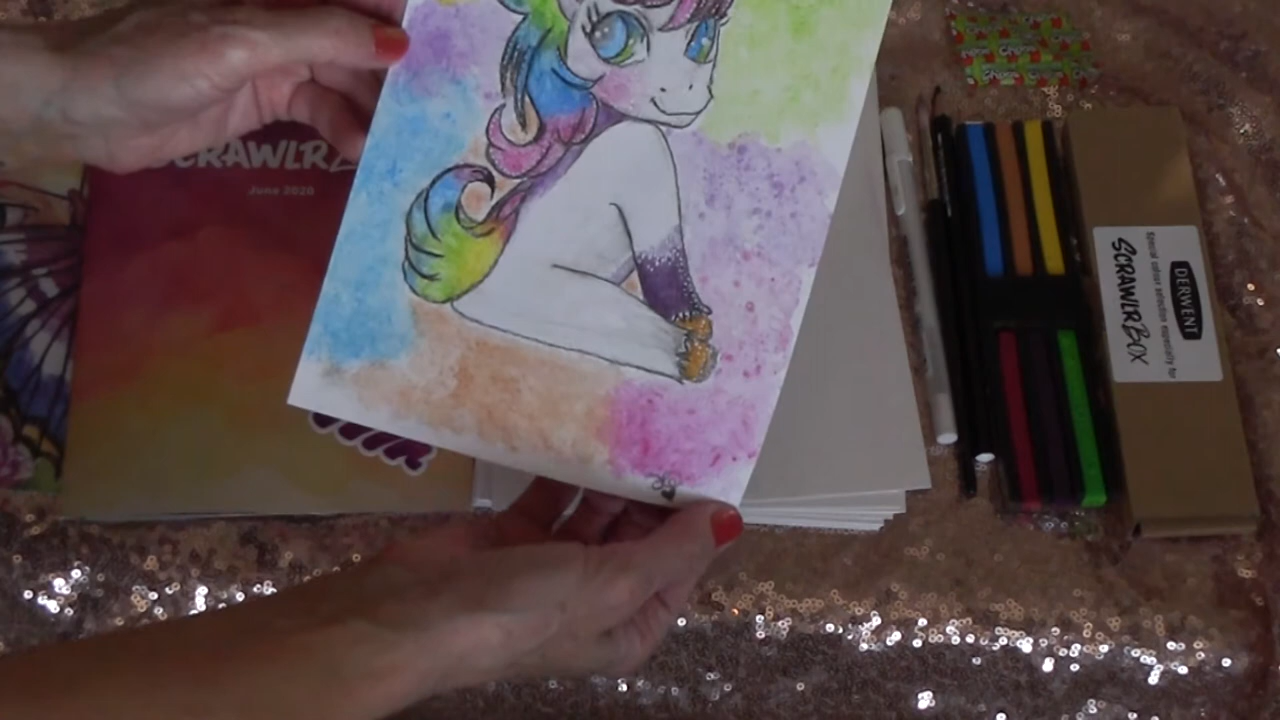 SCRAWLR
June 2020
DERWENT
Special colour selection especially for
SCRAWLRBOX